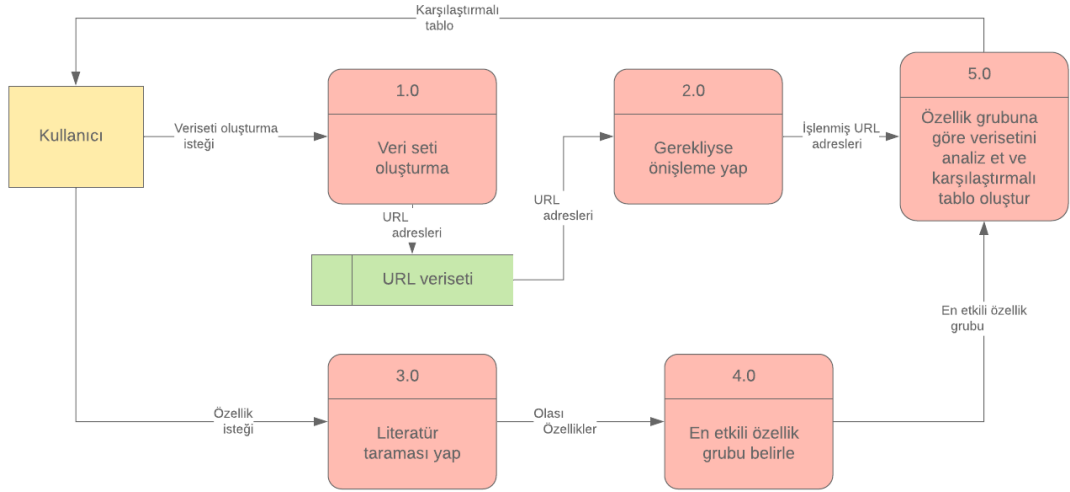 Karşılaştırmalı
tablo
Kullanıcı
Veriseti oluşturma
isteği
1.0
Veri seti
oluşturma
URL
adresleri
URL veriseti
URL
adresleri
2.0
Gerekliyse
önişleme yap
İşlenmiş URL
adresleri
5.0
Özellik grubuna
göre verisetini
analiz et ve
karşılaştırmalı
tablo oluştur
Özellik
isteği
3.0
Literatür
taraması yap
Olası
Özellikler
4.0
En etkili özellik
grubu belirle
En etkili özellik
grubu